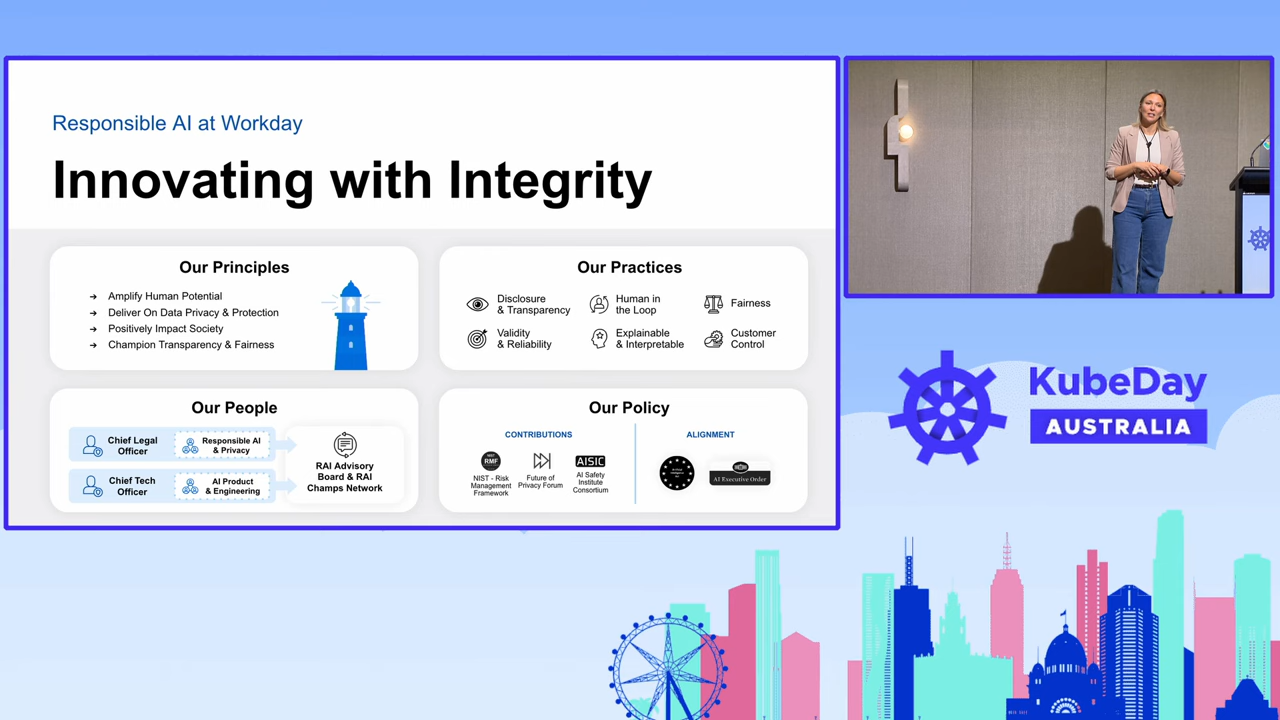 Responsible AI at Workday
Innovating with Integrity
Our Principles
→ Amplify Human Potential
→ Deliver On Data Privacy & Protection
→ Positively Impact Society
→ Champion Transparency & Fairness
Our Practices
Disclosure
& Transparency
Human in
the Loop
Fairness
Validity
& Reliability
Explainable
& Interpretable
Customer
Control
Our People
Chief Legal
Officer
Responsible AI
& Privacy
Chief Tech
Officer
AI Product
& Engineering
RAI Advisory
Board & RAI
Champs Network
Our Policy
CONTRIBUTIONS
NIST
RMF
NIST - Risk
Management
Framework
Future of
Privacy Forum
AISIC
AI Safety
Institute
Consortium
ALIGNMENT
AI Executive Order
KubeDay
AUSTRALIA